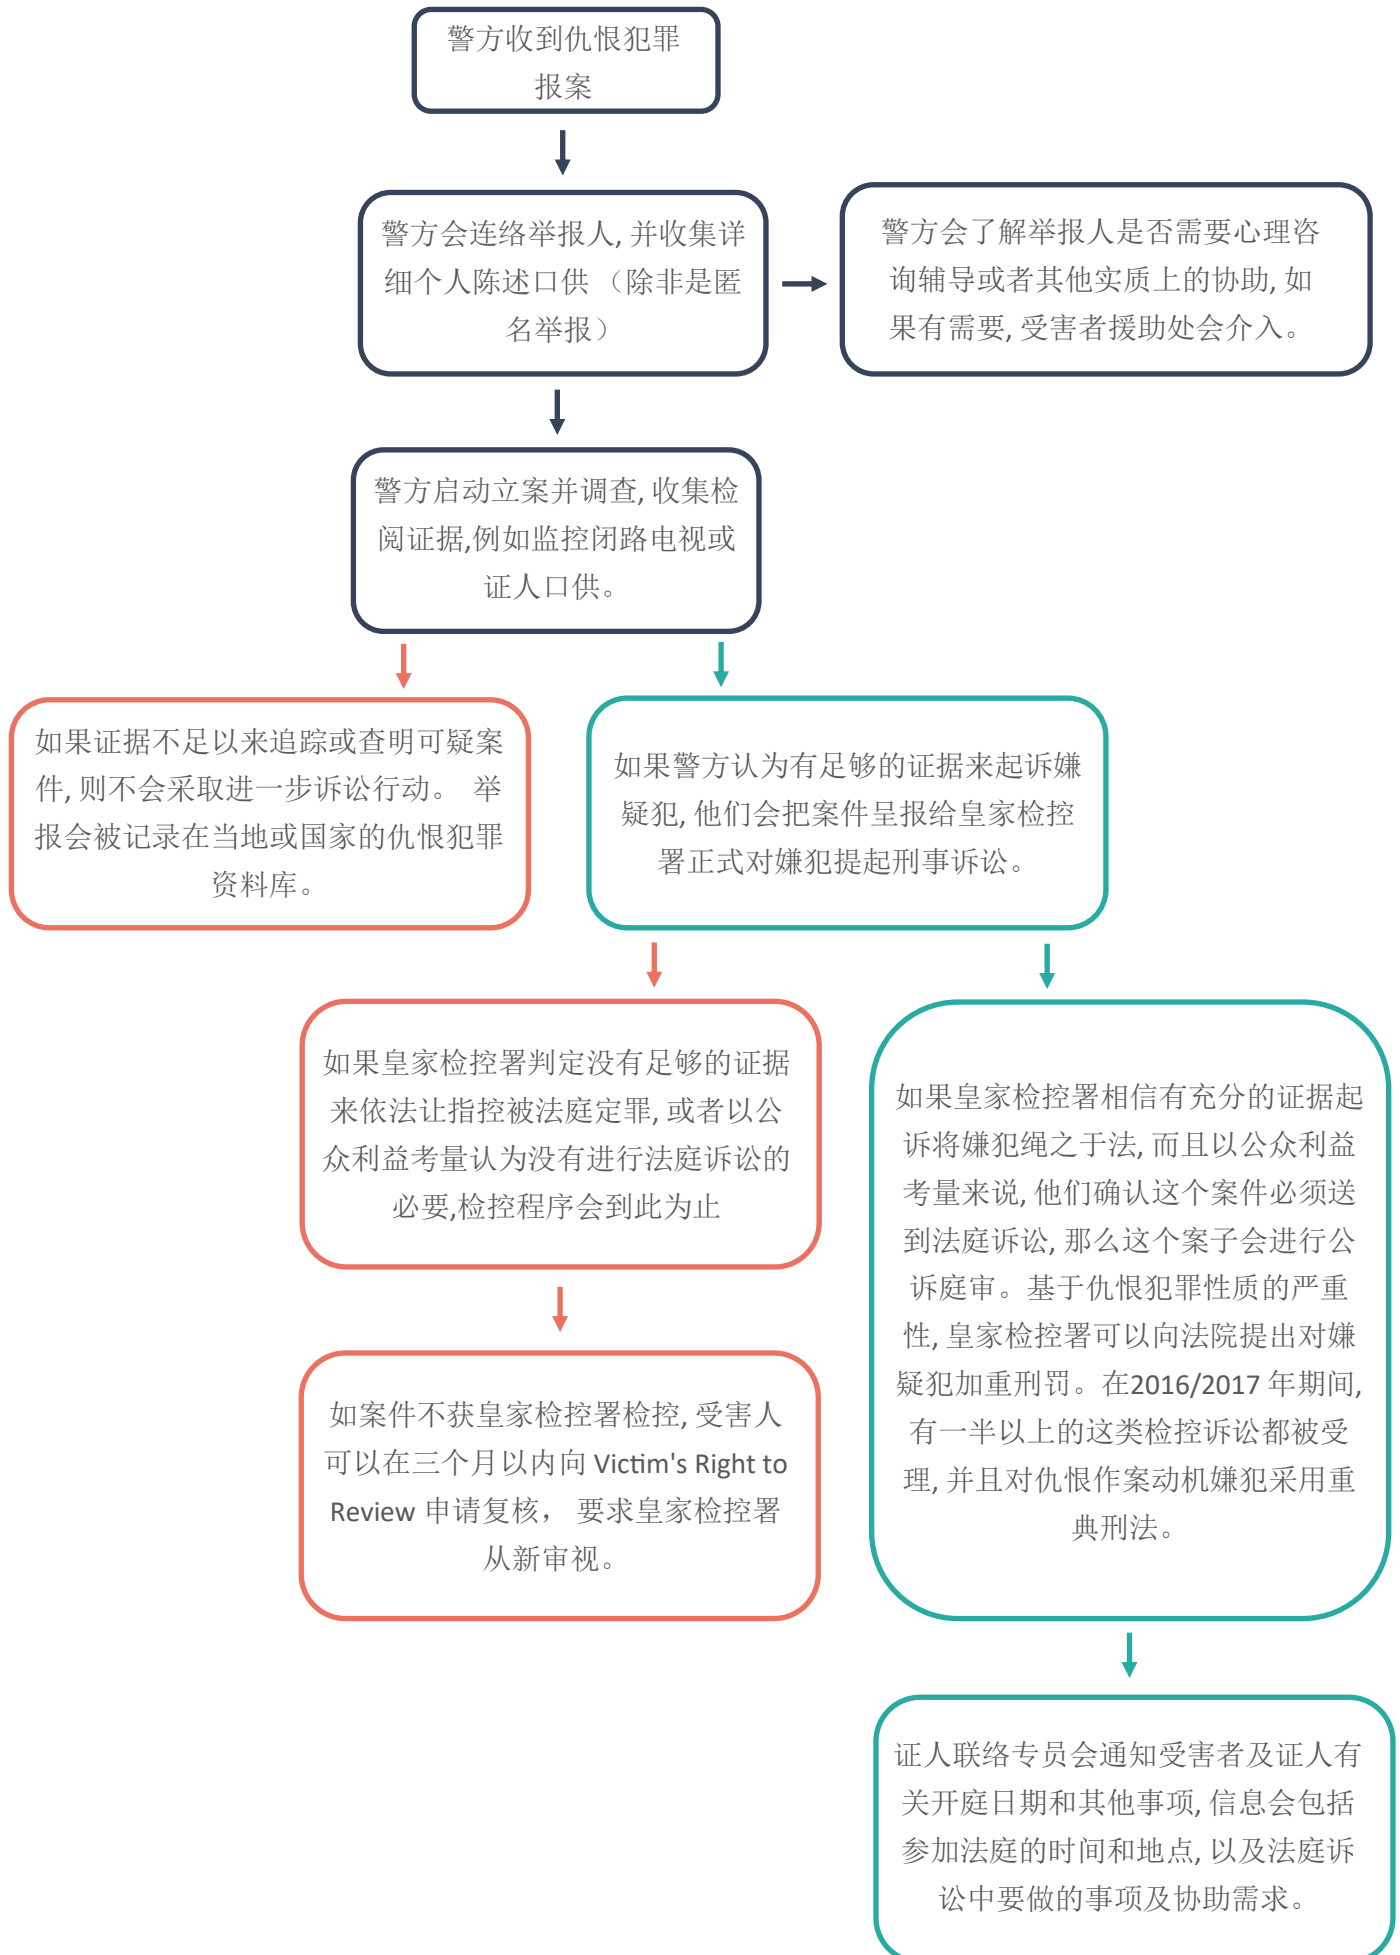 警方收到仇恨犯罪
报案
警方会连络举报人, 并收集详
细个人陈述口供 （除非是匿
名举报）
警方会了解举报人是否需要心理咨
询辅导或者其他实质上的协助, 如
果有需要, 受害者援助处会介入。
警方启动立案并调查, 收集检
阅证据,例如监控闭路电视或
证人口供。
如果证据不足以来追踪或查明可疑案
件, 则不会采取进一步诉讼行动。 举
报会被记录在当地或国家的仇恨犯罪
资料库。
如果警方认为有足够的证据来起诉嫌
疑犯, 他们会把案件呈报给皇家检控
署正式对嫌犯提起刑事诉讼。
如果皇家检控署判定没有足够的证据
来依法让指控被法庭定罪, 或者以公
众利益考量认为没有进行法庭诉讼的
必要,检控程序会到此为止
如果皇家检控署相信有充分的证据起
诉将嫌犯绳之于法, 而且以公众利益
考量来说, 他们确认这个案件必须送
到法庭诉讼, 那么这个案子会进行公
诉庭审。基于仇恨犯罪性质的严重
性, 皇家检控署可以向法院提出对嫌
疑犯加重刑罚。在2016/2017 年期间,
有一半以上的这类检控诉讼都被受
理, 并且对仇恨作案动机嫌犯采用重
典刑法。
如案件不获皇家检控署检控, 受害人
可以在三个月以内向 Victim's Right to
Review 申请复核， 要求皇家检控署
从新审视。
证人联络专员会通知受害者及证人有
关开庭日期和其他事项, 信息会包括
参加法庭的时间和地点, 以及法庭诉
讼中要做的事项及协助需求。